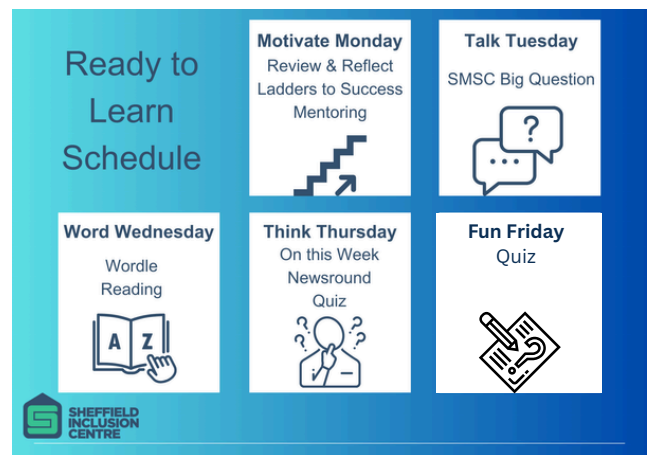 Ready to
Learn
Schedule
Motivate Monday
Review & Reflect
Ladders to Success
Mentoring
Talk Tuesday
SMSC Big Question
?
...
Word Wednesday
Wordle
Reading
A Z
Think Thursday
On this Week
Newsround
Quiz
? ? ? ?
Fun Friday
Quiz
?
S
SHEFFIELD
INCLUSION
CENTRE